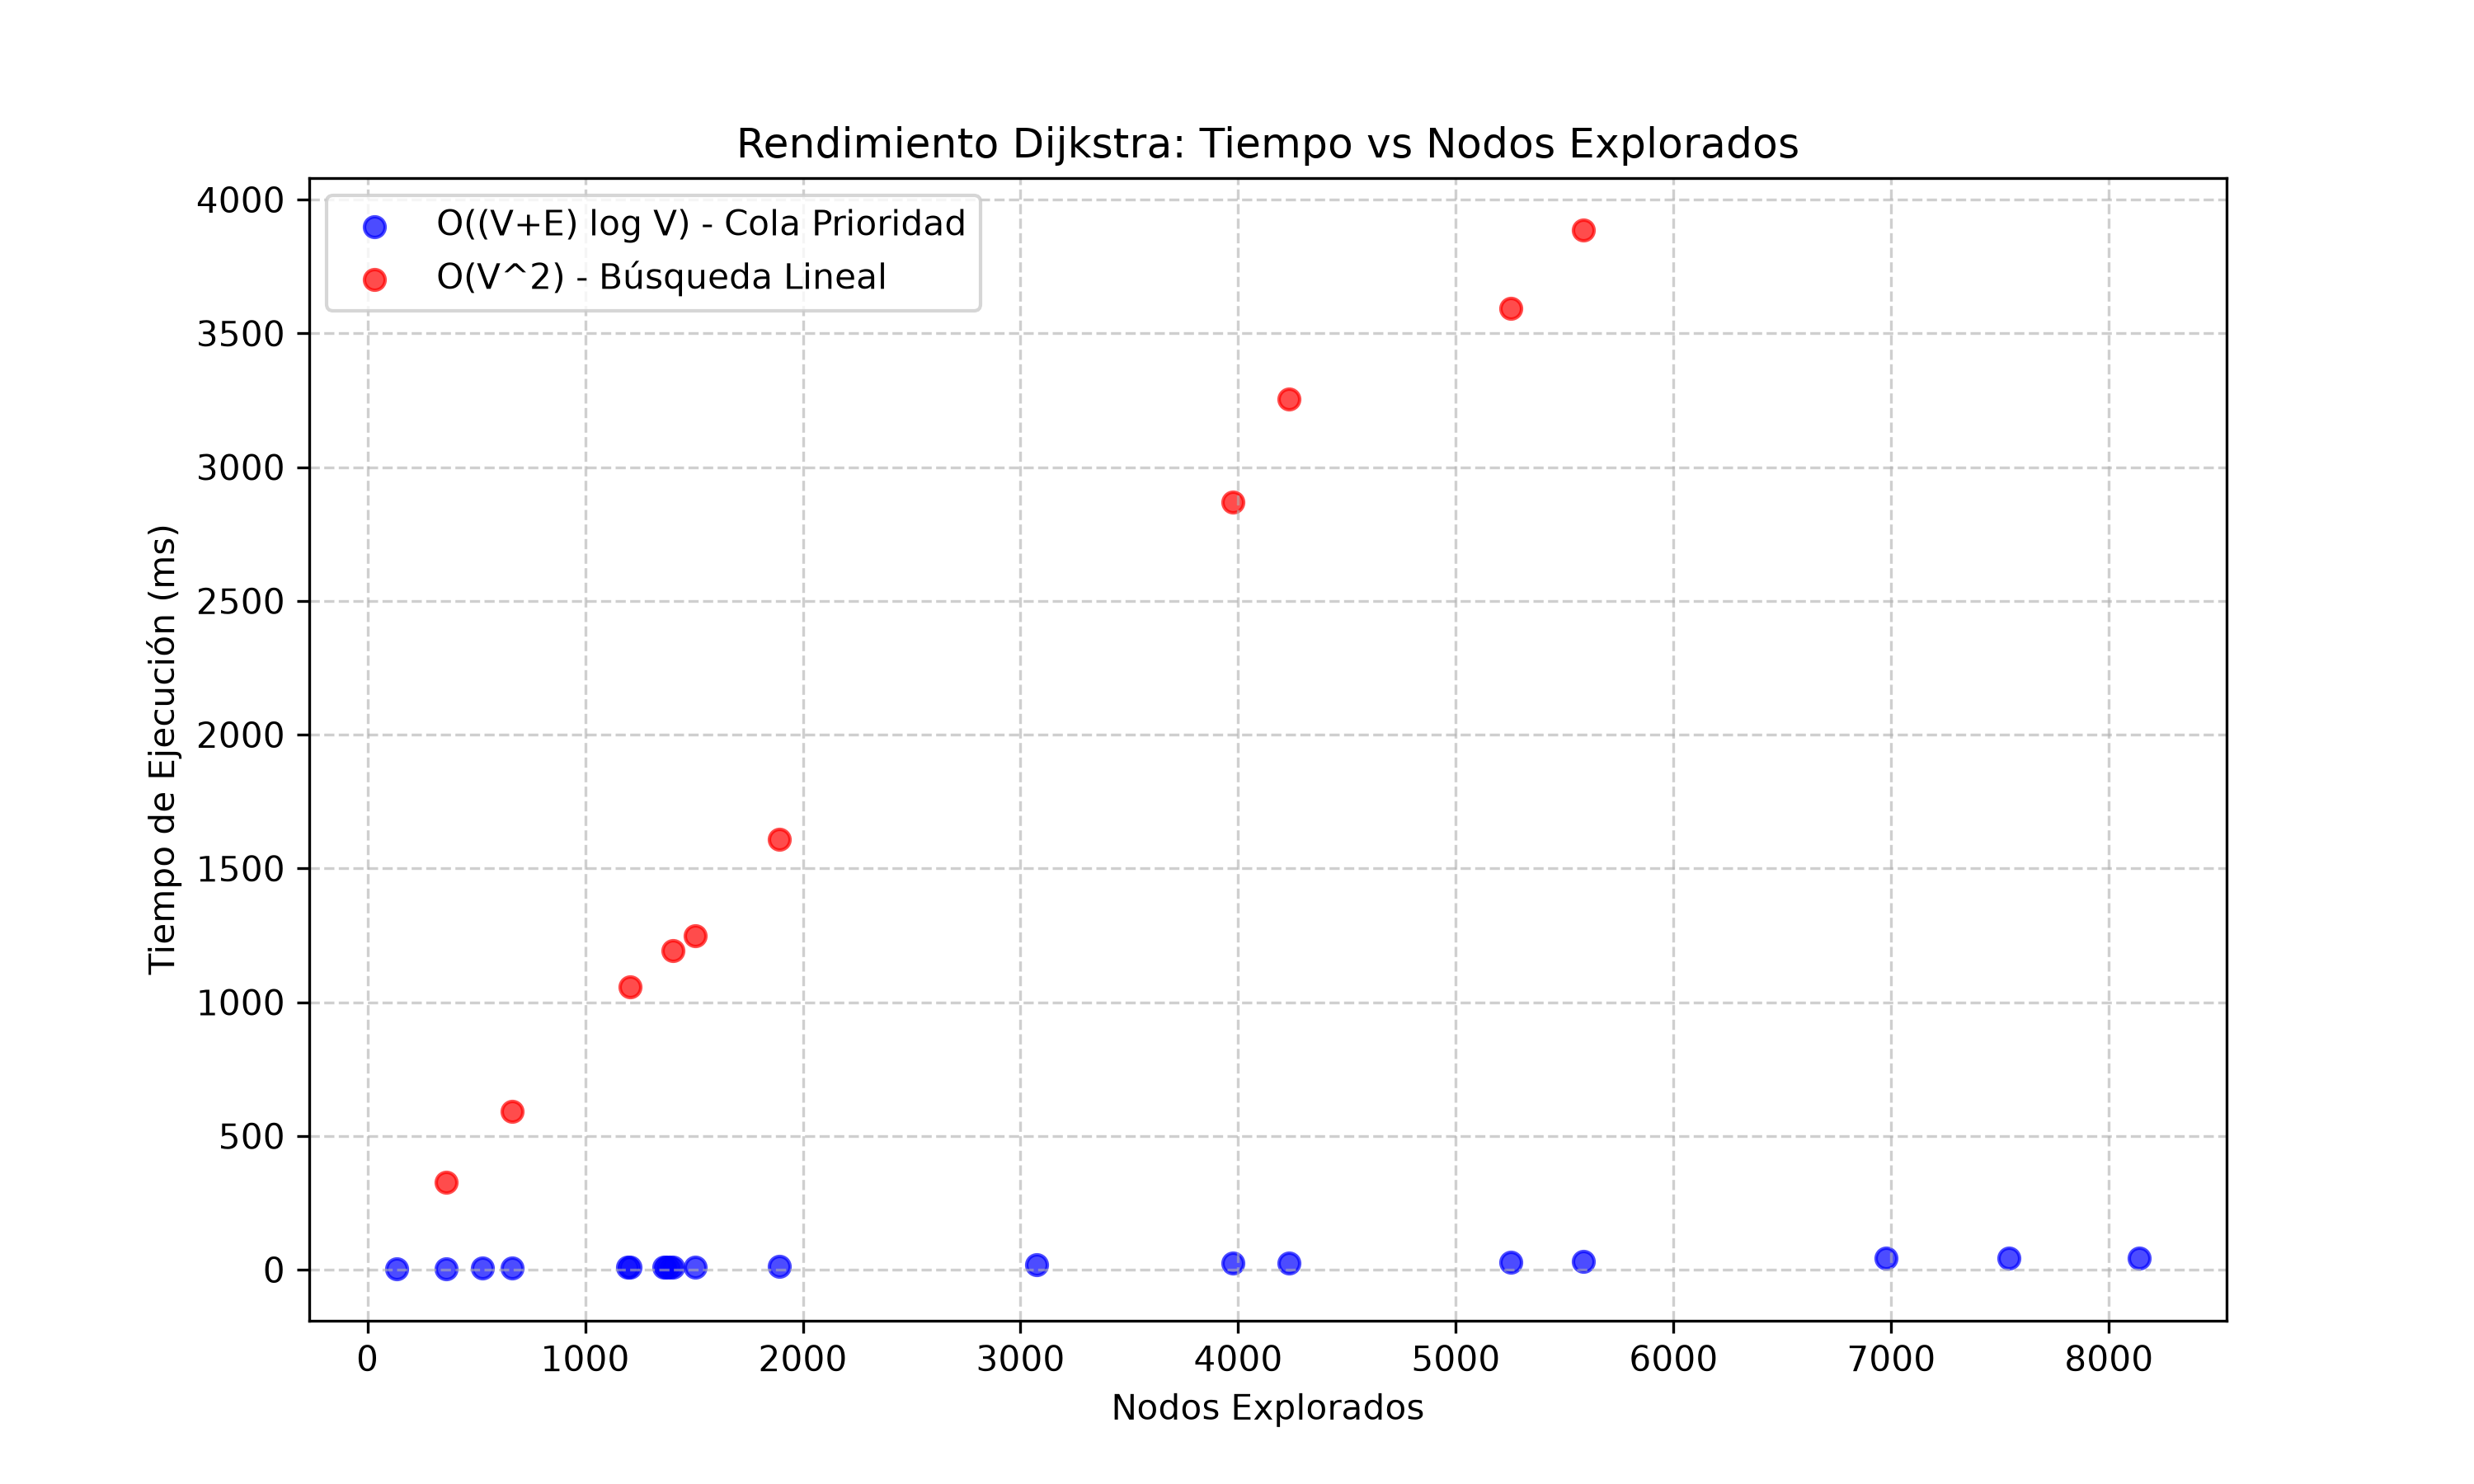 Rendimiento Dijkstra: Tiempo vs Nodos Explorados
O((V+E) log V) - Cola Prioridad
O(V^2) - Búsqueda Lineal
4000
3500
3000
2500
2000
1500
1000
500
0
Tiempo de Ejecución (ms)
0 1000 2000 3000 4000 5000 6000 7000 8000
Nodos Explorados